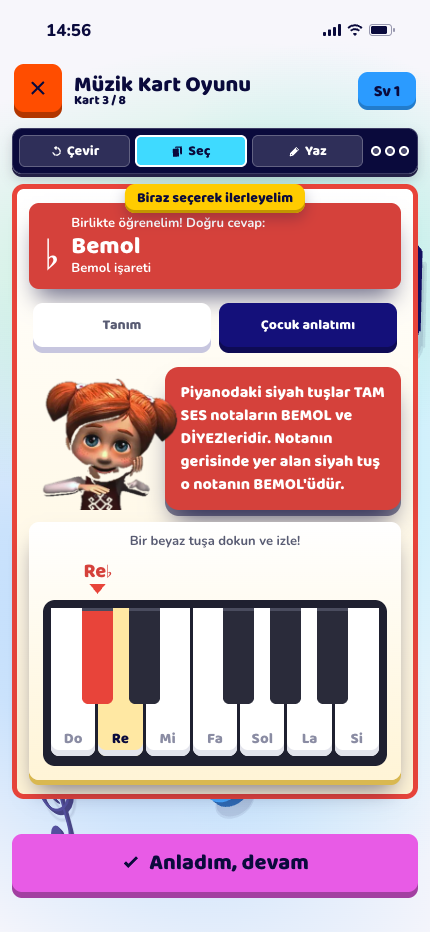 14:56
Müzik Kart Oyunu
Kart 3 / 8
Sv 1
Çevir
Seç
Yaz
Biraz seçerek ilerleyelim
Birlikte öğrenelim! Doğru cevap:
♭
Bemol
Bemol işareti
Tanım
Çocuk anlatımı
Piyanodaki siyah tuşlar TAM
SES notaların BEMOL ve
DİYEZleridir. Notanın
gerisinde yer alan siyah tuş
o notanın BEMOL'üdür.
Bir beyaz tuşa dokun ve izle!
Re♭
Do Re Mi Fa Sol La Si
Anladım, devam